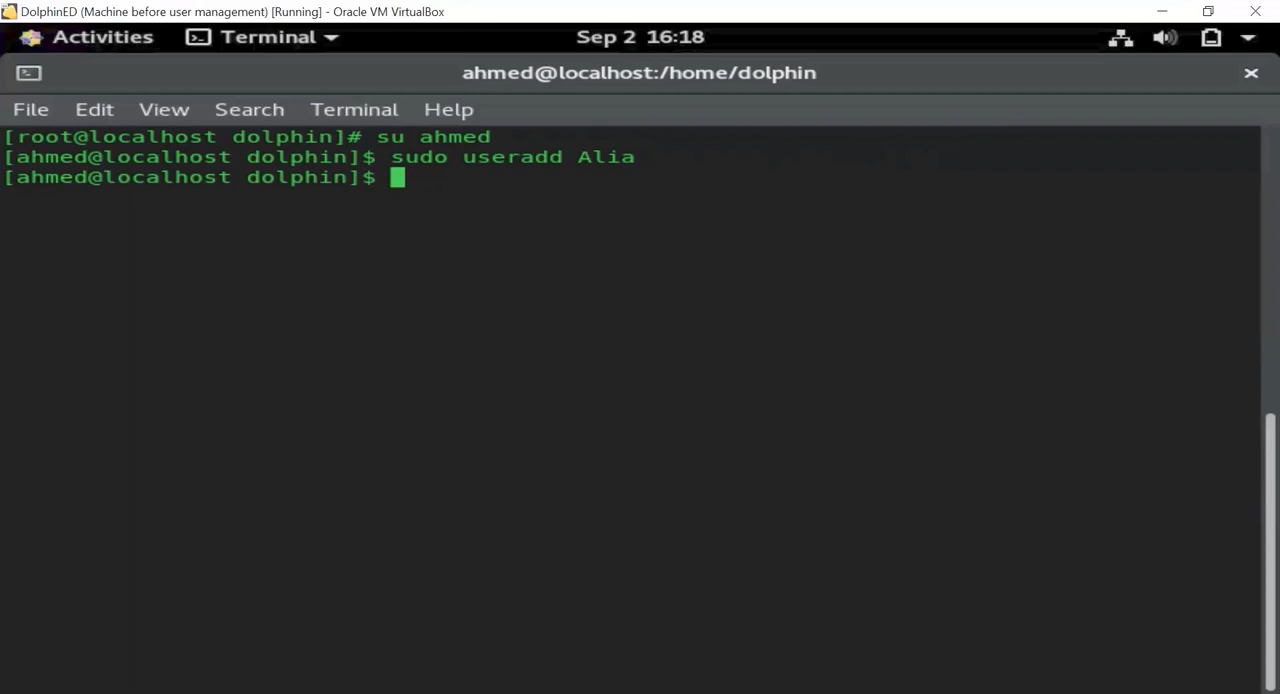 DolphinED (Machine before user management) [Running] - Oracle VM VirtualBox
Activities Terminal Sep 2 16:18
ahmed@localhost:/home/dolphin
File Edit View Search Terminal Help
[root@localhost dolphin]# su ahmed
[ahmed@localhost dolphin]$ sudo useradd Alia
[ahmed@localhost dolphin]$